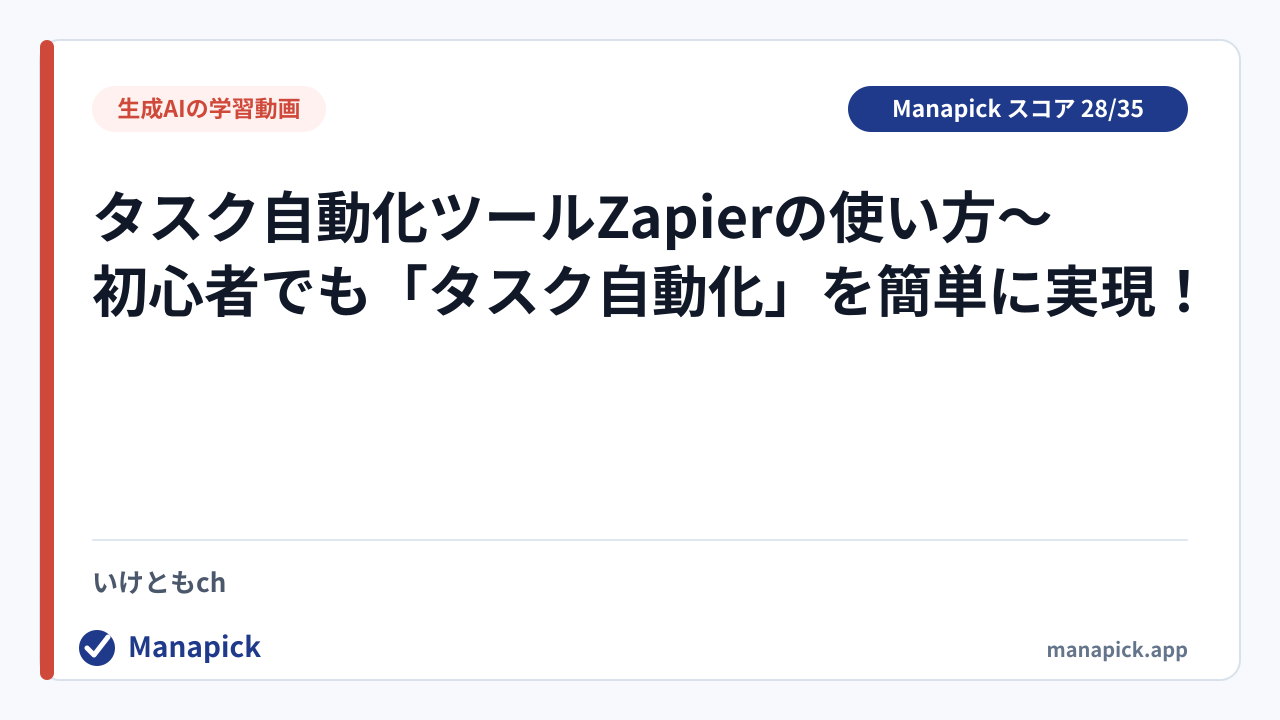 生成AIの学習動画
Manapick スコア 28/35
タスク自動化ツールZapierの使い方〜
初心者でも「タスク自動化」を簡単に実現！
いけともch
Manapick
manapick.app